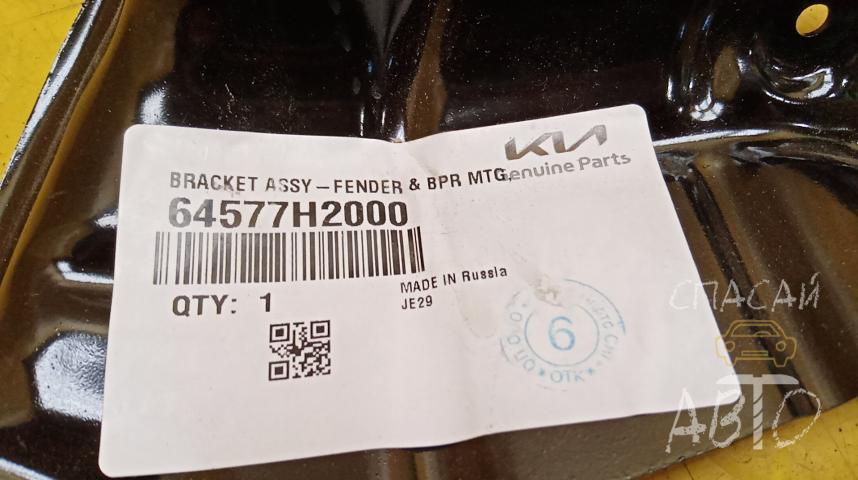 KIA
Genuine Parts
BRACKET ASSY-FENDER & BPR MTG,
64577H2000
QTY: 1
MADE IN Russia
JE29
6
ОТК
СПАСАЙ
АВТО